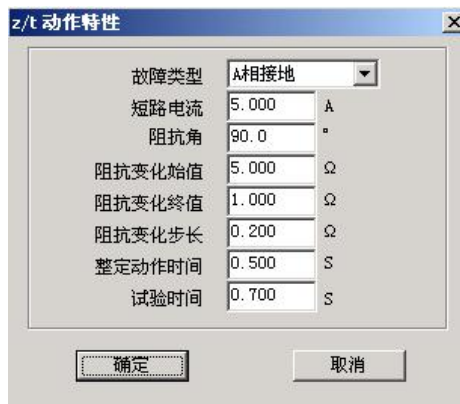 z/t 动作特性
故障类型 A相接地
短路电流 5.000 A
阻抗角 90.0 °
阻抗变化始值 5.000 Ω
阻抗变化终值 1.000 Ω
阻抗变化步长 0.200 Ω
整定动作时间 0.500 S
试验时间 0.700 S
确定 取消